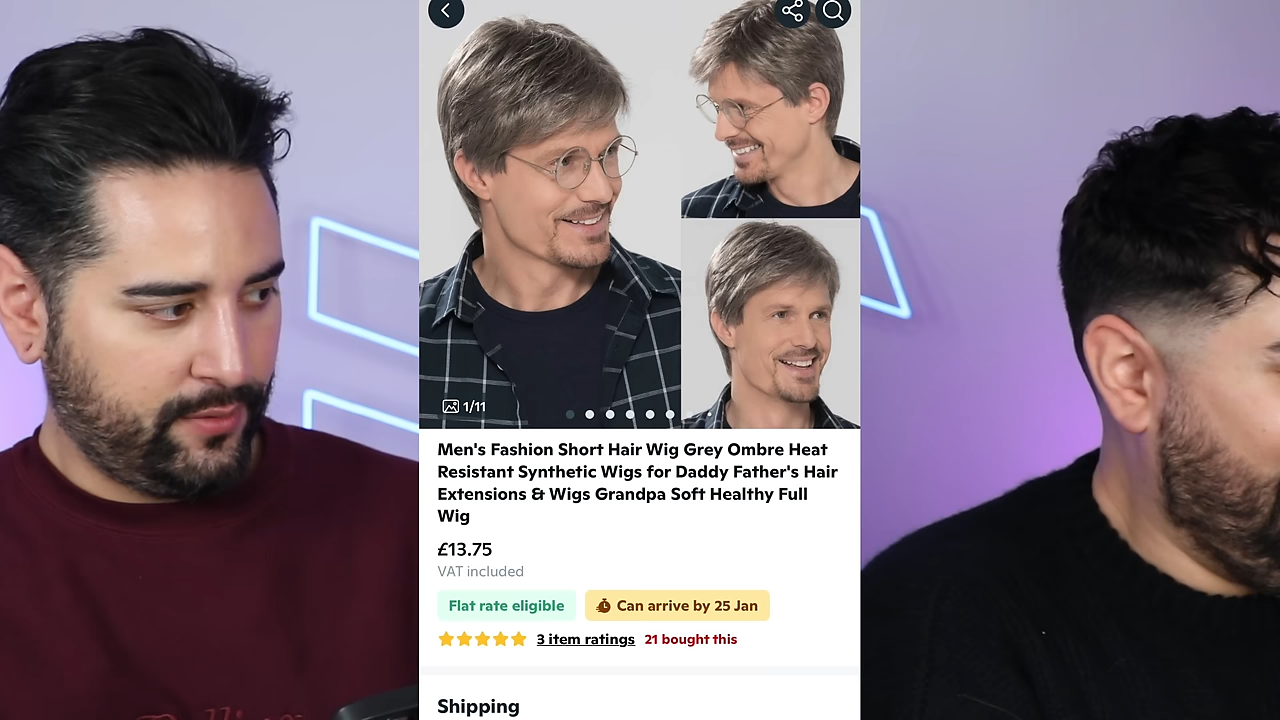 1/11
Men's Fashion Short Hair Wig Grey Ombre Heat
Resistant Synthetic Wigs for Daddy Father's Hair
Extensions & Wigs Grandpa Soft Healthy Full
Wig
£13.75
VAT included
Flat rate eligible
Can arrive by 25 Jan
3 item ratings
21 bought this
Shipping